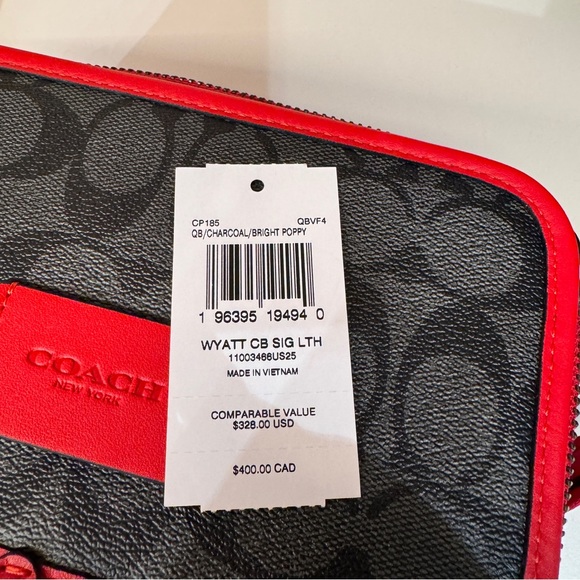 CP185 QBVF4
QB/CHARCOAL/BRIGHT POPPY
1 96395 19494 0
WYATT CB SIG LTH
11003466US25
MADE IN VIETNAM
COMPARABLE VALUE
$328.00 USD
$400.00 CAD
COACH
NEW YORK